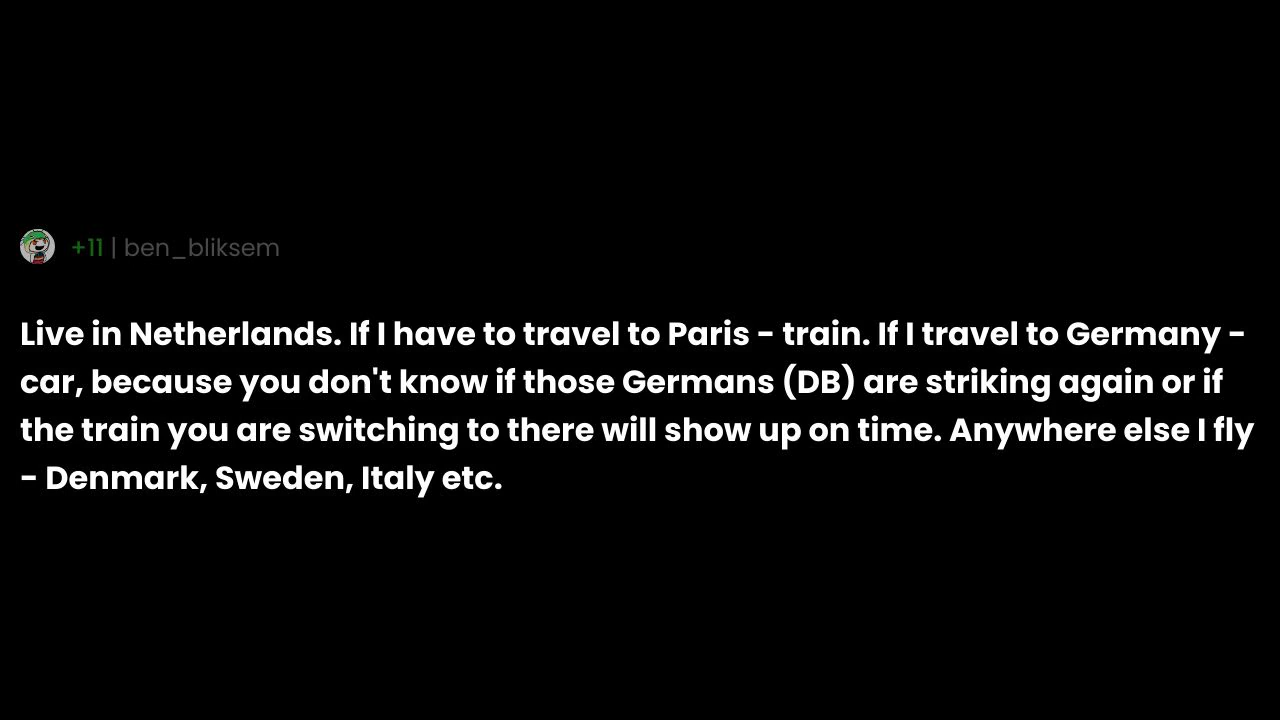 +11 | ben_bliksem
Live in Netherlands. If I have to travel to Paris - train. If I travel to Germany -
car, because you don't know if those Germans (DB) are striking again or if
the train you are switching to there will show up on time. Anywhere else I fly
- Denmark, Sweden, Italy etc.